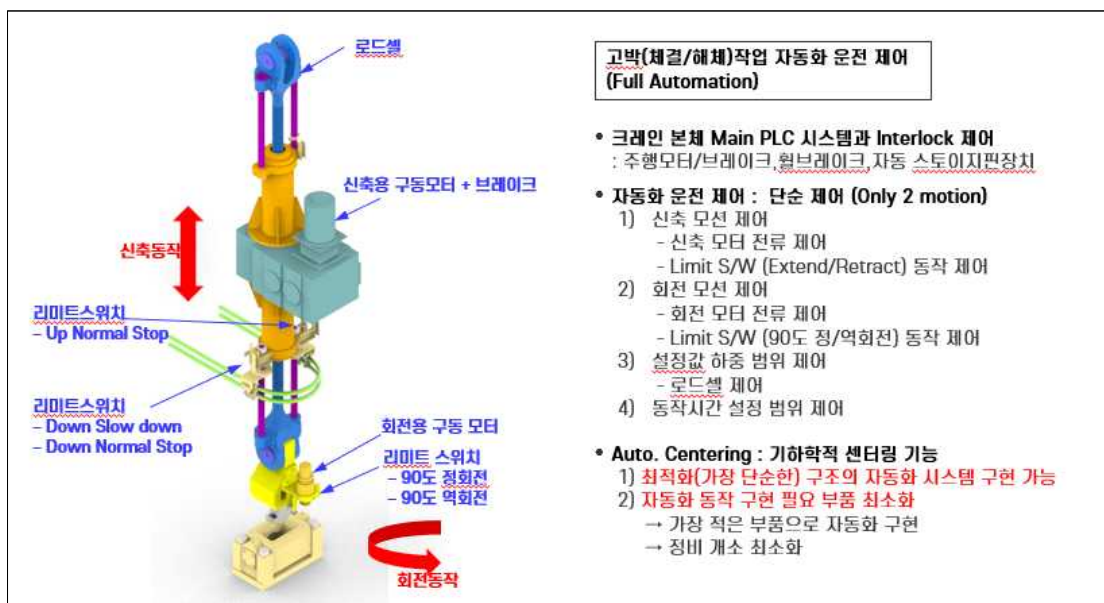 로드셀
신축용 구동모터 + 브레이크
신축동작
리미트스위치
- Up Normal Stop
리미트스위치
- Down Slow down
- Down Normal Stop
회전용 구동 모터
리미트 스위치
- 90도 정회전
- 90도 역회전
회전동작
고박(체결/해체)작업 자동화 운전 제어
(Full Automation)
• 크레인 본체 Main PLC 시스템과 Interlock 제어
: 주행모터/브레이크,휠브레이크,자동 스토이지핀장치
• 자동화 운전 제어 : 단순 제어 (Only 2 motion)
1) 신축 모션 제어
- 신축 모터 전류 제어
- Limit S/W (Extend/Retract) 동작 제어
2) 회전 모션 제어
- 회전 모터 전류 제어
- Limit S/W (90도 정/역회전) 동작 제어
3) 설정값 하중 범위 제어
- 로드셀 제어
4) 동작시간 설정 범위 제어
• Auto. Centering : 기하학적 센터링 기능
1) 최적화(가장 단순한) 구조의 자동화 시스템 구현 가능
2) 자동화 동작 구현 필요 부품 최소화
→ 가장 적은 부품으로 자동화 구현
→ 정비 개소 최소화